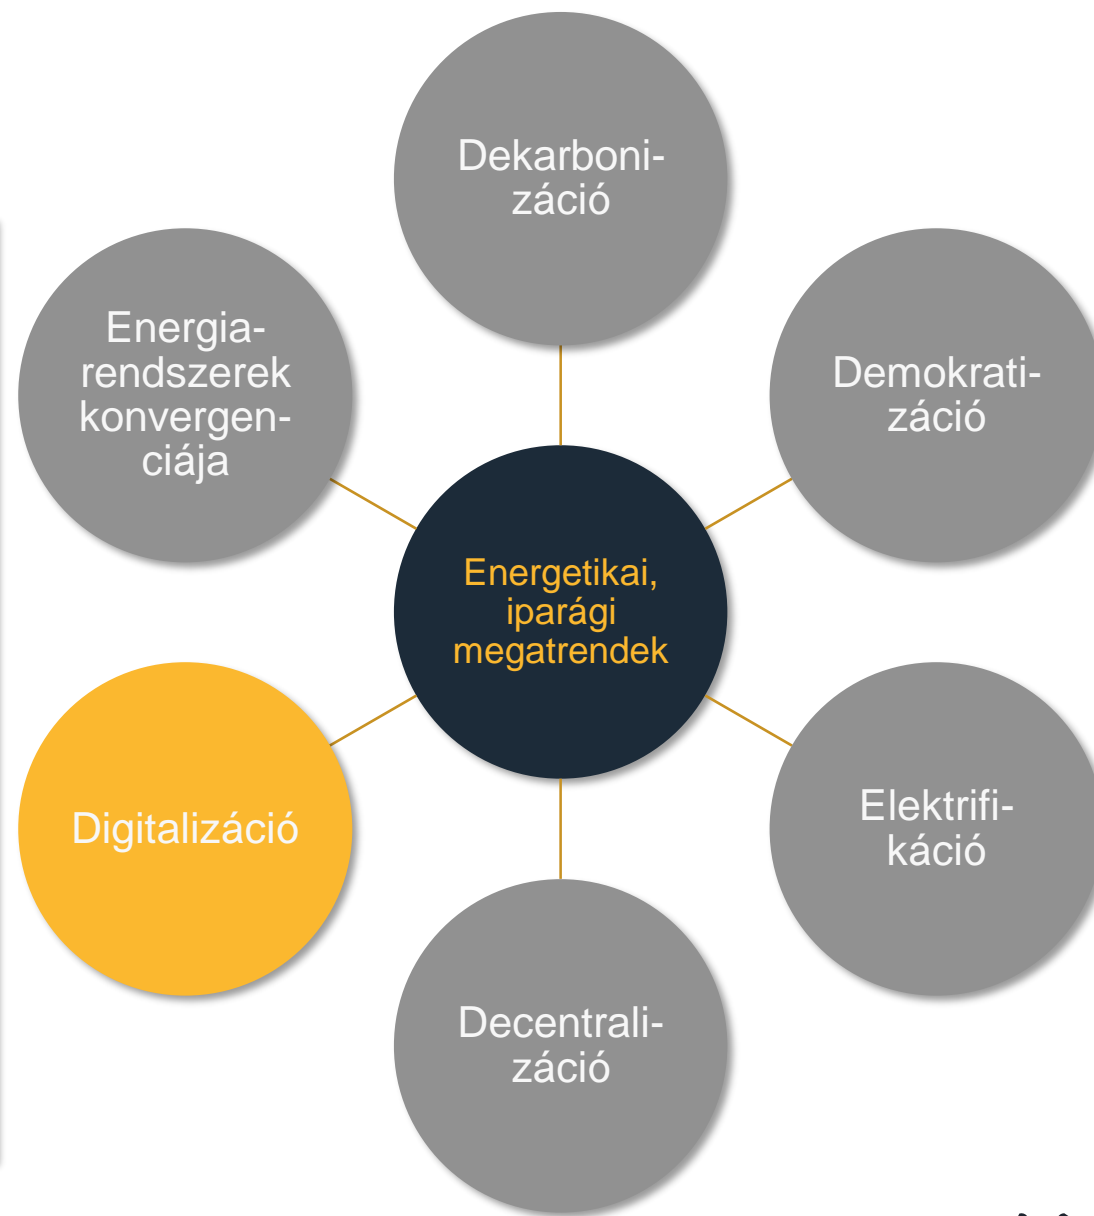 Dekarboni-
záció
Energia-
rendszerek
konvergen-
ciája
Demokrati-
záció
Energetikai,
iparági
megatrendek
Digitalizáció
Elektrifi-
káció
Decentrali-
záció